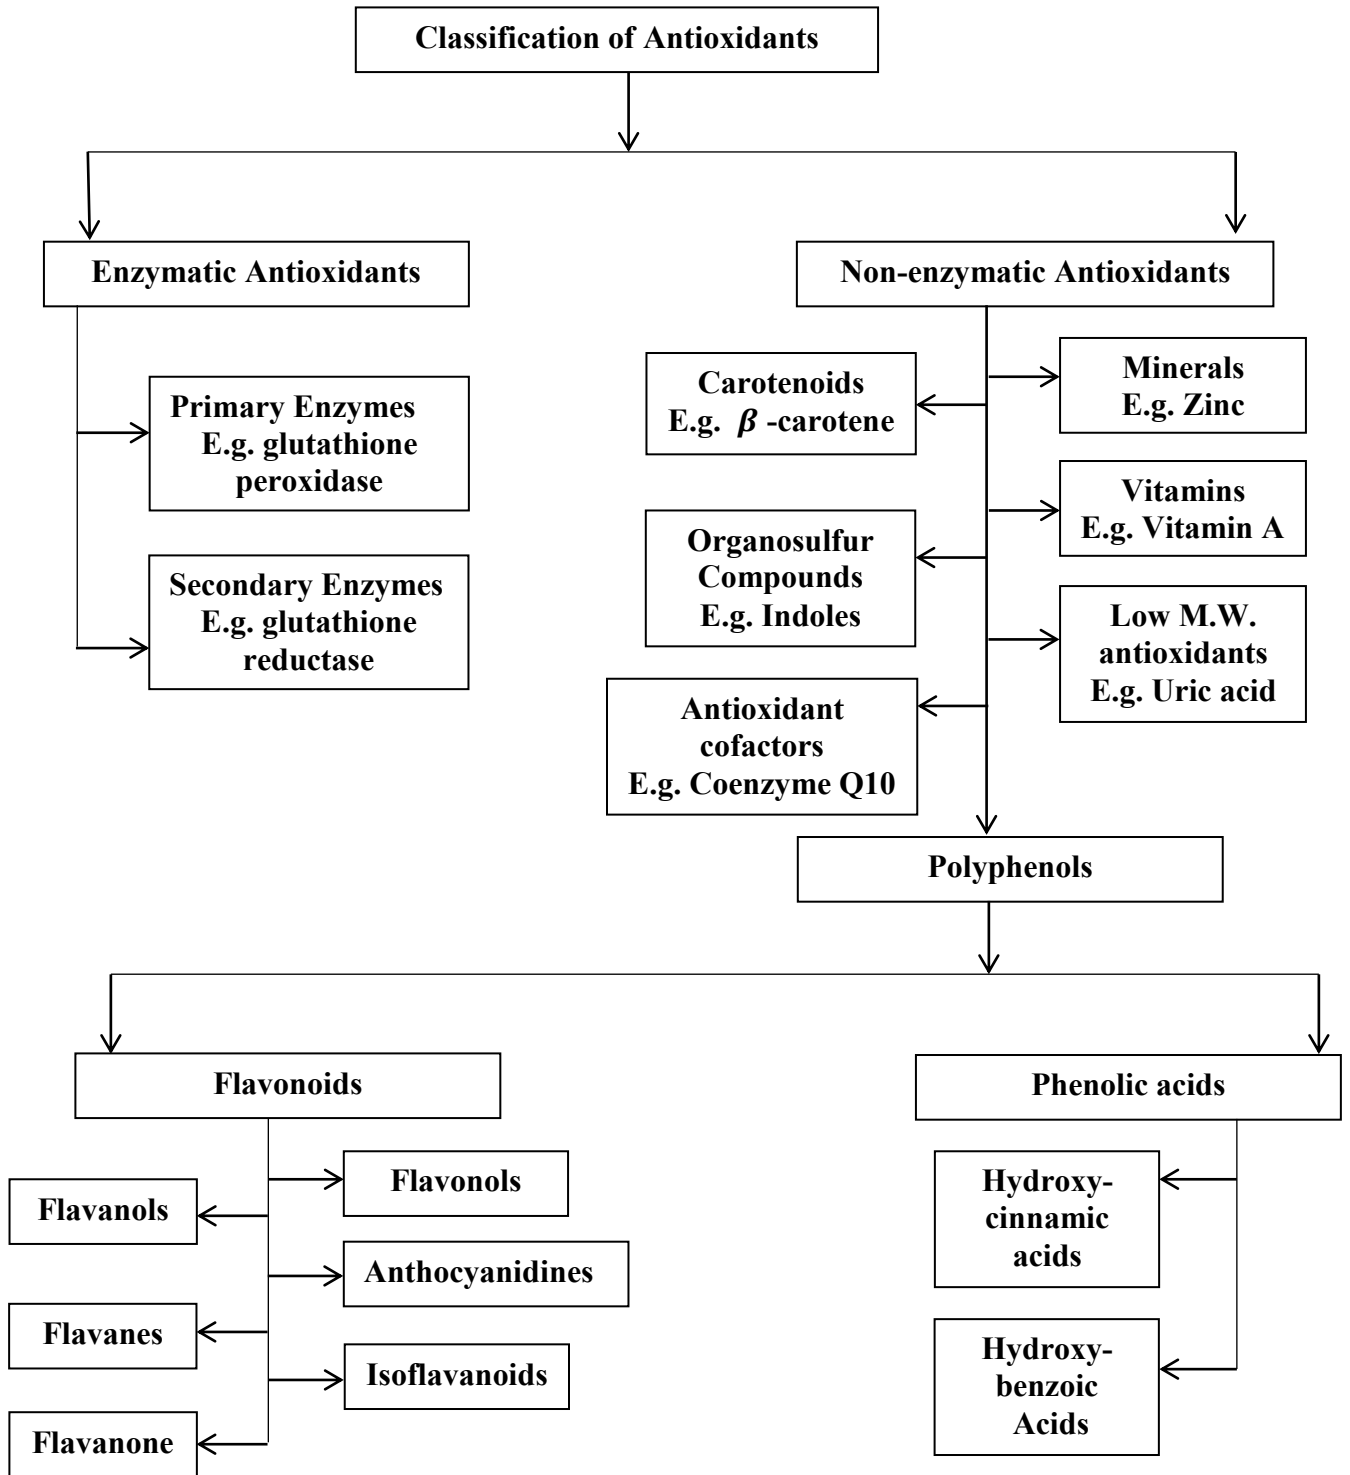 Classification of Antioxidants
Enzymatic Antioxidants
Non-enzymatic Antioxidants
Primary Enzymes
E.g. glutathione
peroxidase
Secondary Enzymes
E.g. glutathione
reductase
Carotenoids
E.g. β -carotene
Organosulfur
Compounds
E.g. Indoles
Antioxidant
cofactors
E.g. Coenzyme Q10
Minerals
E.g. Zinc
Vitamins
E.g. Vitamin A
Low M.W.
antioxidants
E.g. Uric acid
Polyphenols
Flavonoids
Phenolic acids
Flavanols
Flavanes
Flavanone
Flavonols
Anthocyanidines
Isoflavanoids
Hydroxy-
cinnamic
acids
Hydroxy-
benzoic
Acids